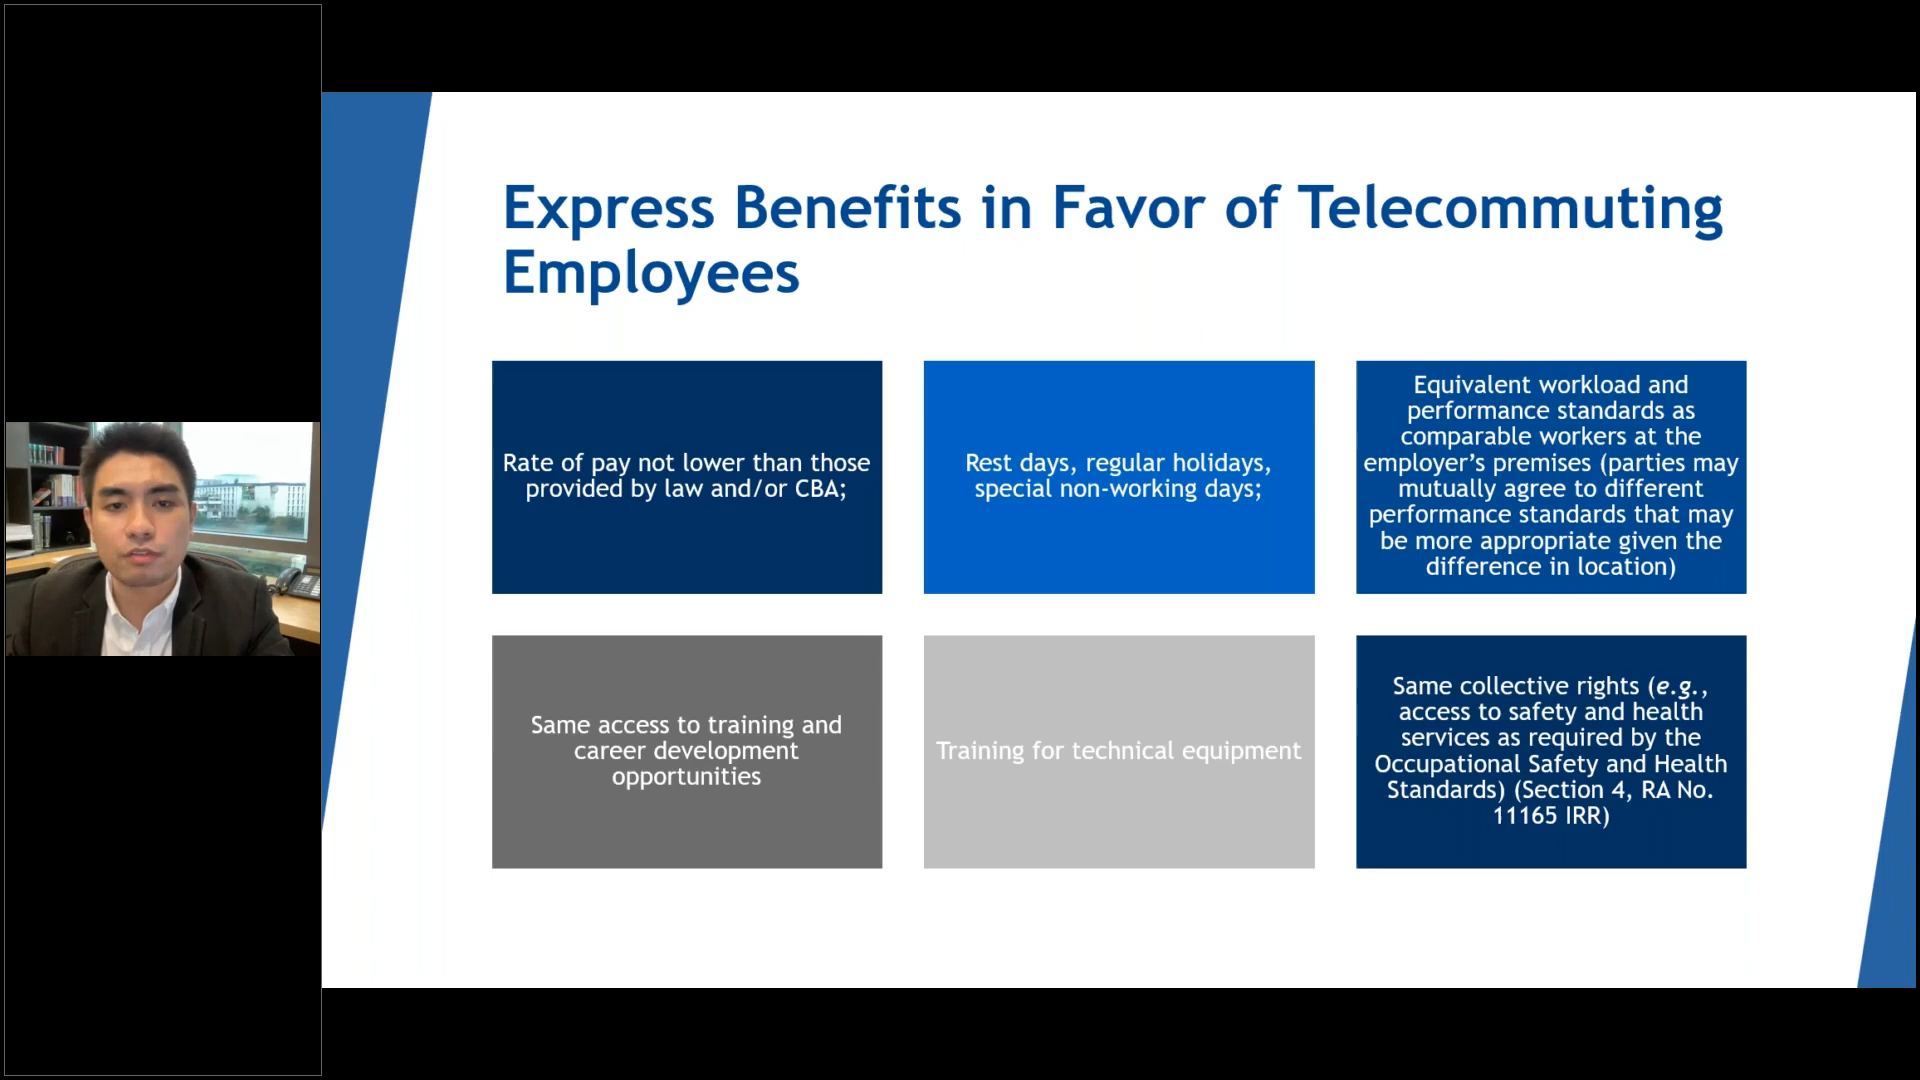 Express Benefits in Favor of Telecommuting
Employees
Rate of pay not lower than those
provided by law and/or CBA;
Rest days, regular holidays,
special non-working days;
Equivalent workload and
performance standards as
comparable workers at the
employer’s premises (parties may
mutually agree to different
performance standards that may
be more appropriate given the
difference in location)
Same access to training and
career development
opportunities
Training for technical equipment
Same collective rights (e.g.,
access to safety and health
services as required by the
Occupational Safety and Health
Standards) (Section 4, RA No.
11165 IRR)